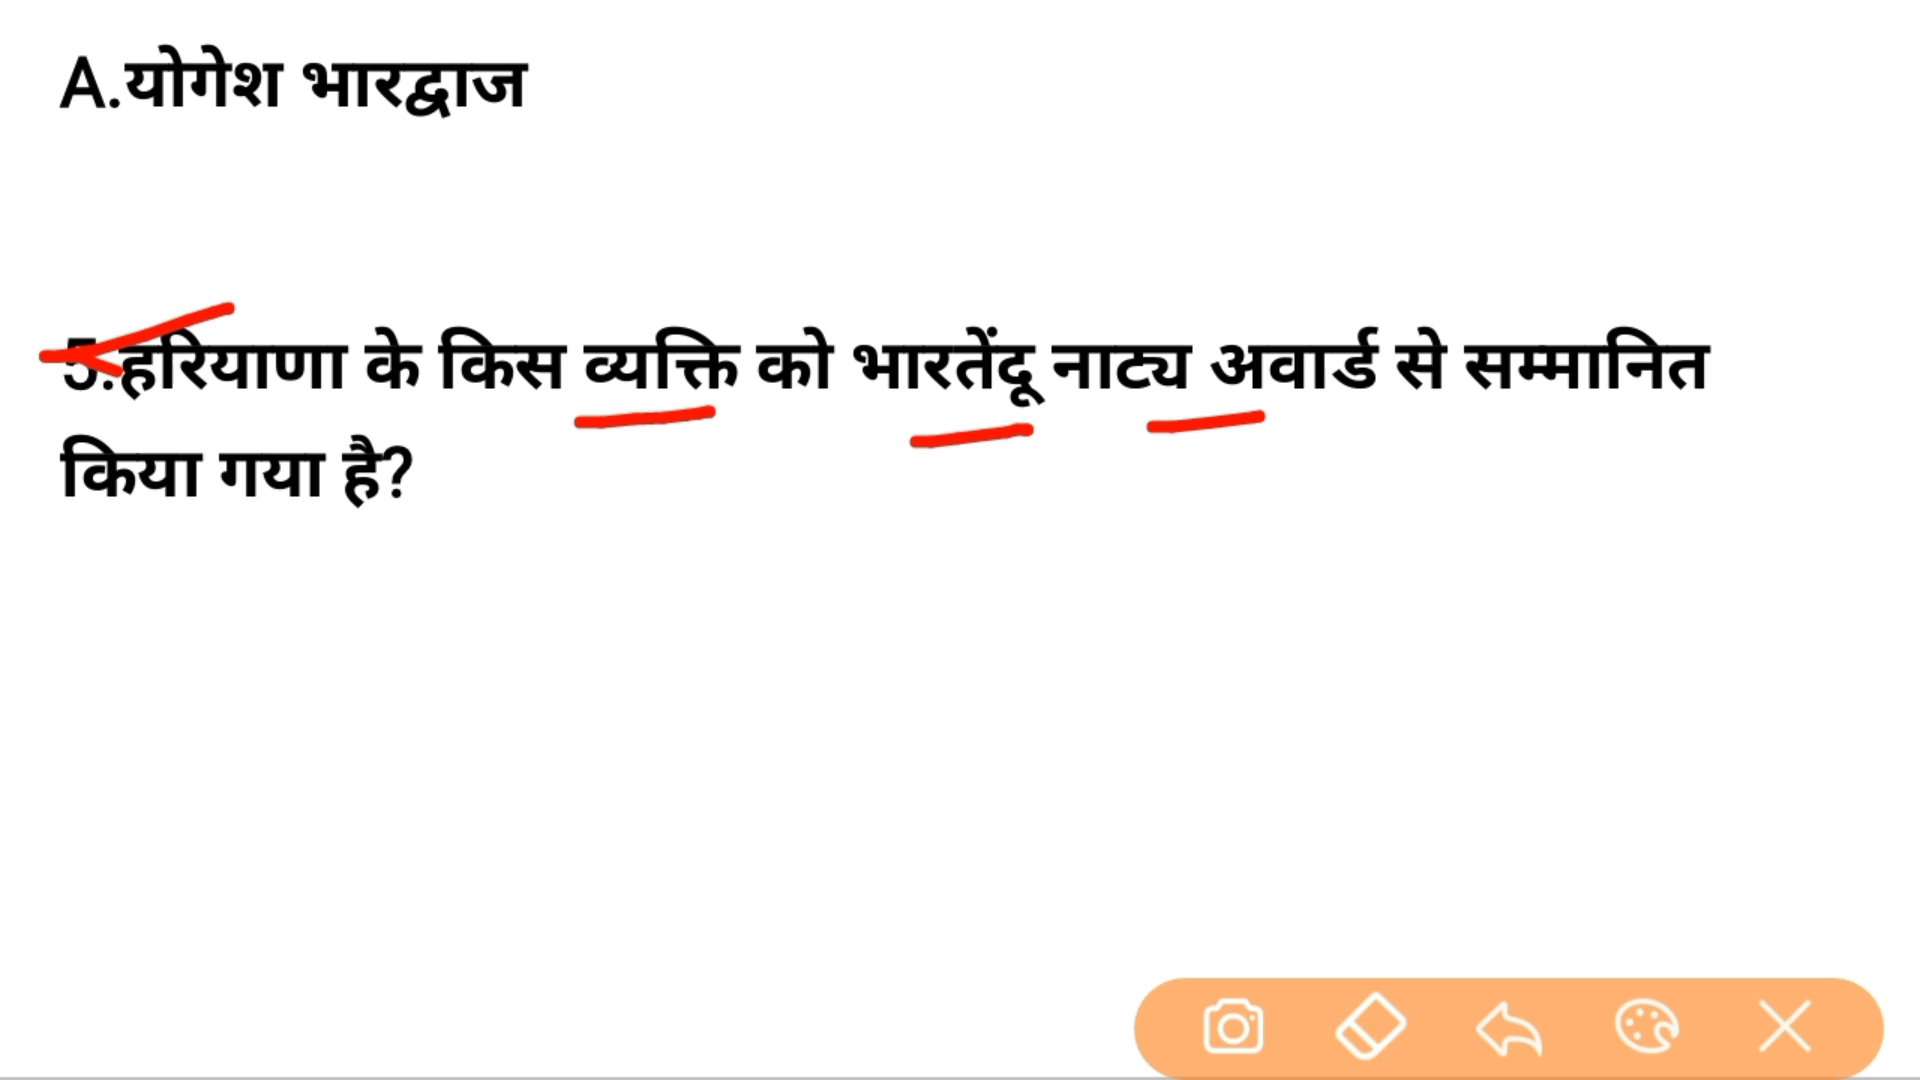 A.योगेश भारद्वाज
5.हरियाणा के किस व्यक्ति को भारतेंदू नाट्य अवार्ड से सम्मानित
किया गया है?